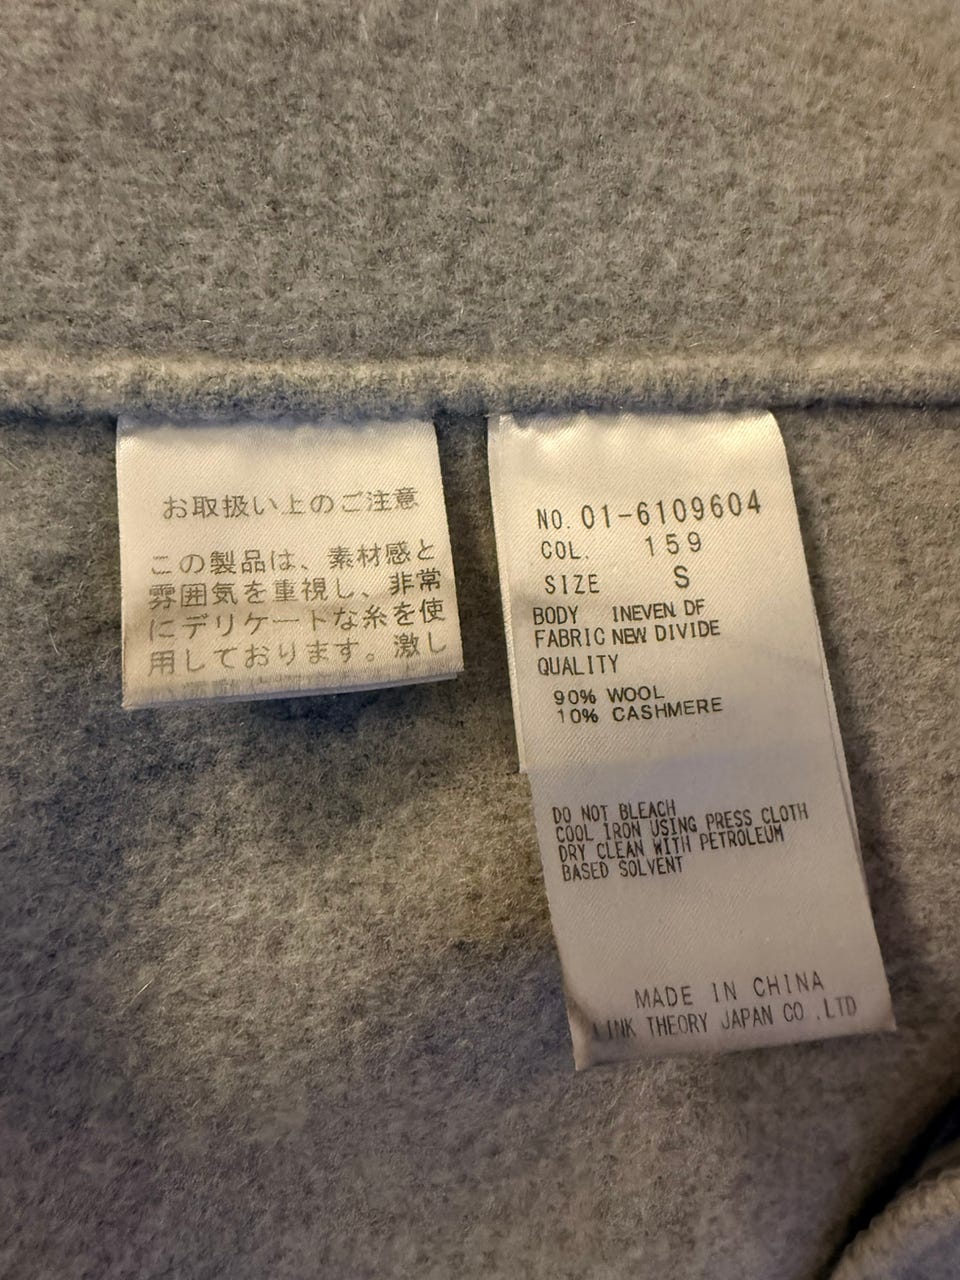 お取扱い上のご注意
この製品は、素材感と
雰囲気を重視し、非常
にデリケートな糸を使
用しております。激し
NO. 01-6109604
COL. 159
SIZE S
BODY INEVEN DF
FABRIC NEW DIVIDE
QUALITY
90% WOOL
10% CASHMERE
DO NOT BLEACH
COOL IRON USING PRESS CLOTH
DRY CLEAN WITH PETROLEUM
BASED SOLVENT
MADE IN CHINA
LINK THEORY JAPAN CO .LTD